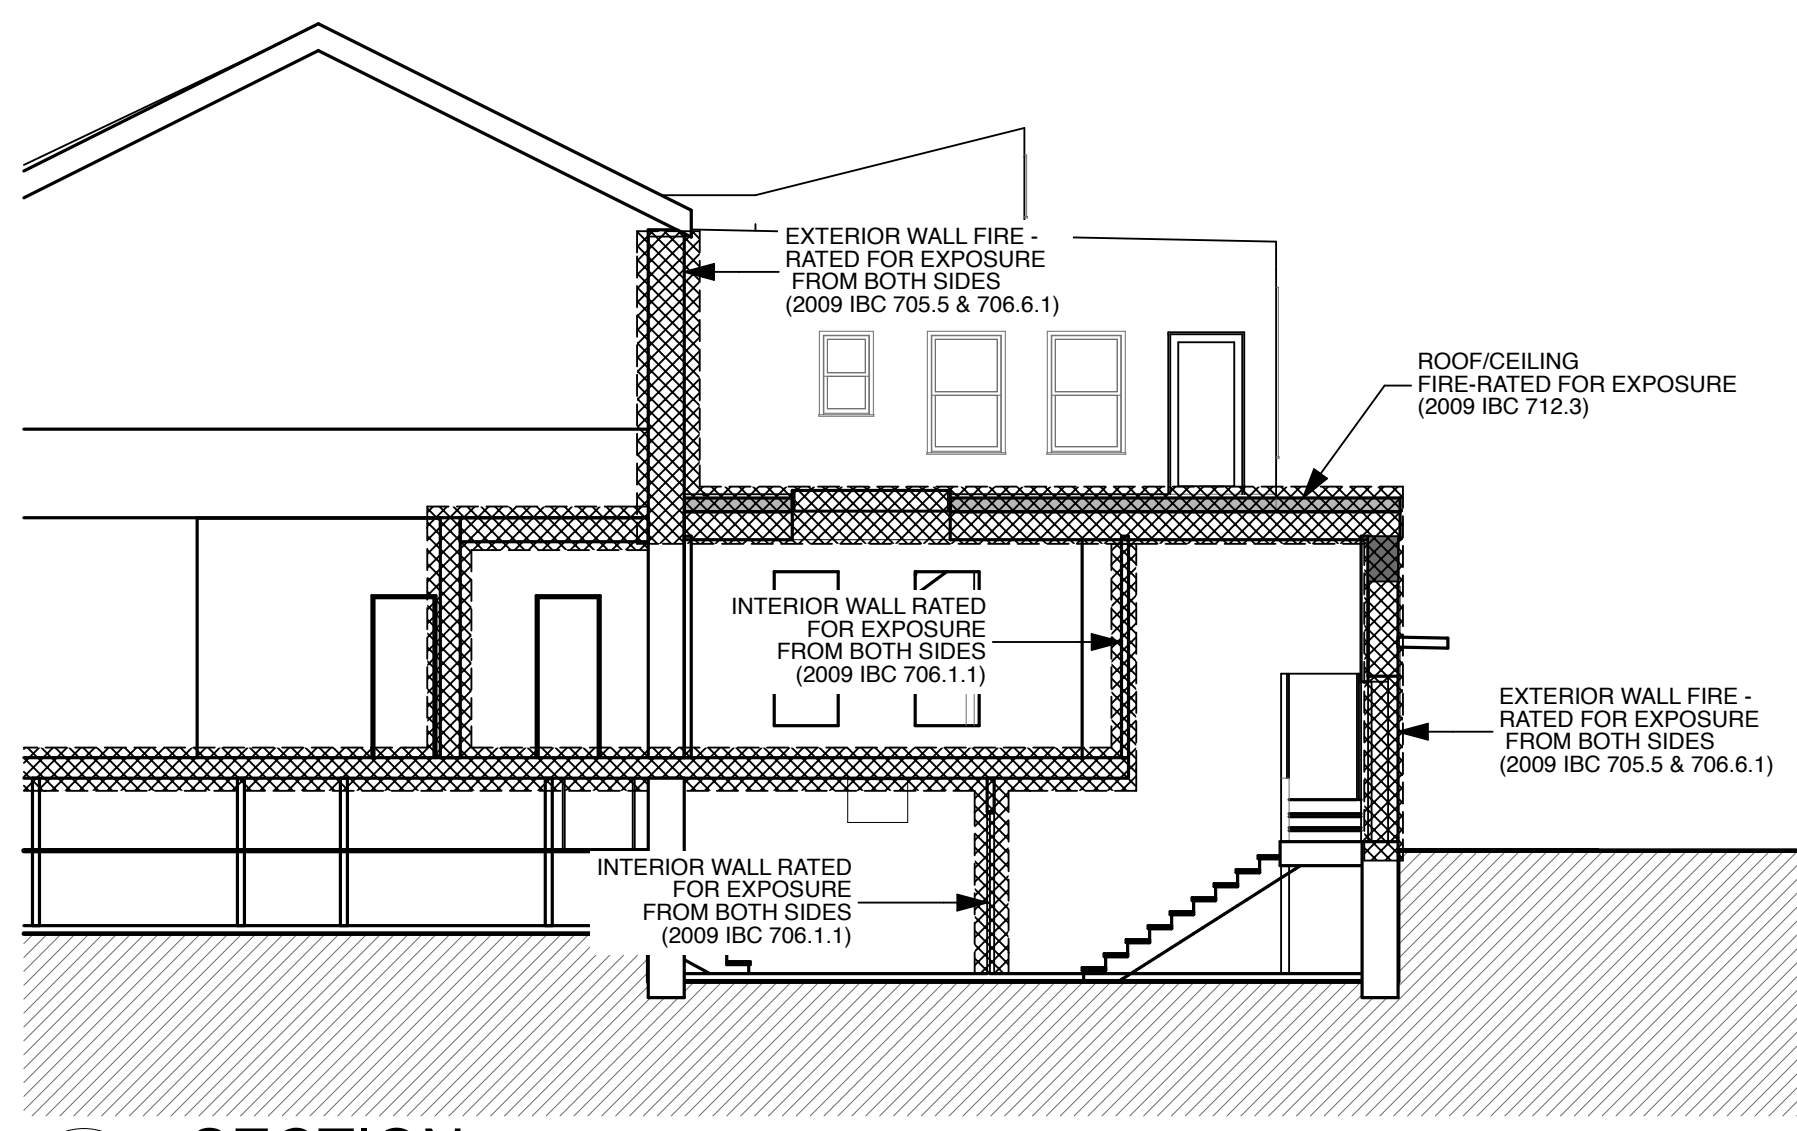 EXTERIOR WALL FIRE -
RATED FOR EXPOSURE
FROM BOTH SIDES
(2009 IBC 705.5 & 706.6.1)
ROOF/CEILING
FIRE-RATED FOR EXPOSURE
(2009 IBC 712.3)
INTERIOR WALL RATED
FOR EXPOSURE
FROM BOTH SIDES
(2009 IBC 706.1.1)
EXTERIOR WALL FIRE -
RATED FOR EXPOSURE
FROM BOTH SIDES
(2009 IBC 705.5 & 706.6.1)
INTERIOR WALL RATED
FOR EXPOSURE
FROM BOTH SIDES
(2009 IBC 706.1.1)
SECTION